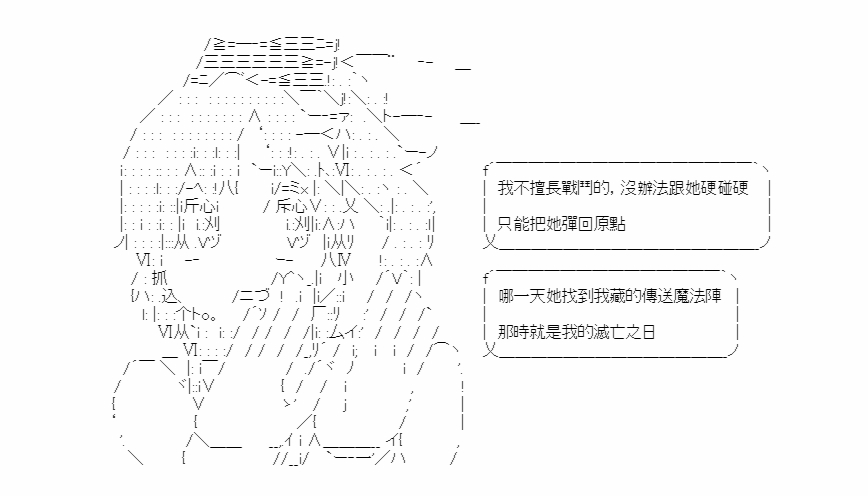 我不擅長戰鬥的，沒辦法跟她硬碰硬
只能把她彈回原點
哪一天她找到我藏的傳送魔法陣
那時就是我的滅亡之日